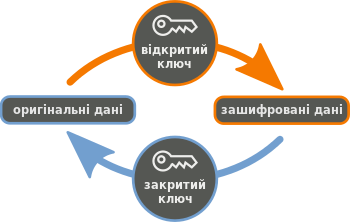 відкритий
ключ
оригінальні дані
зашифровані дані
закритий
ключ